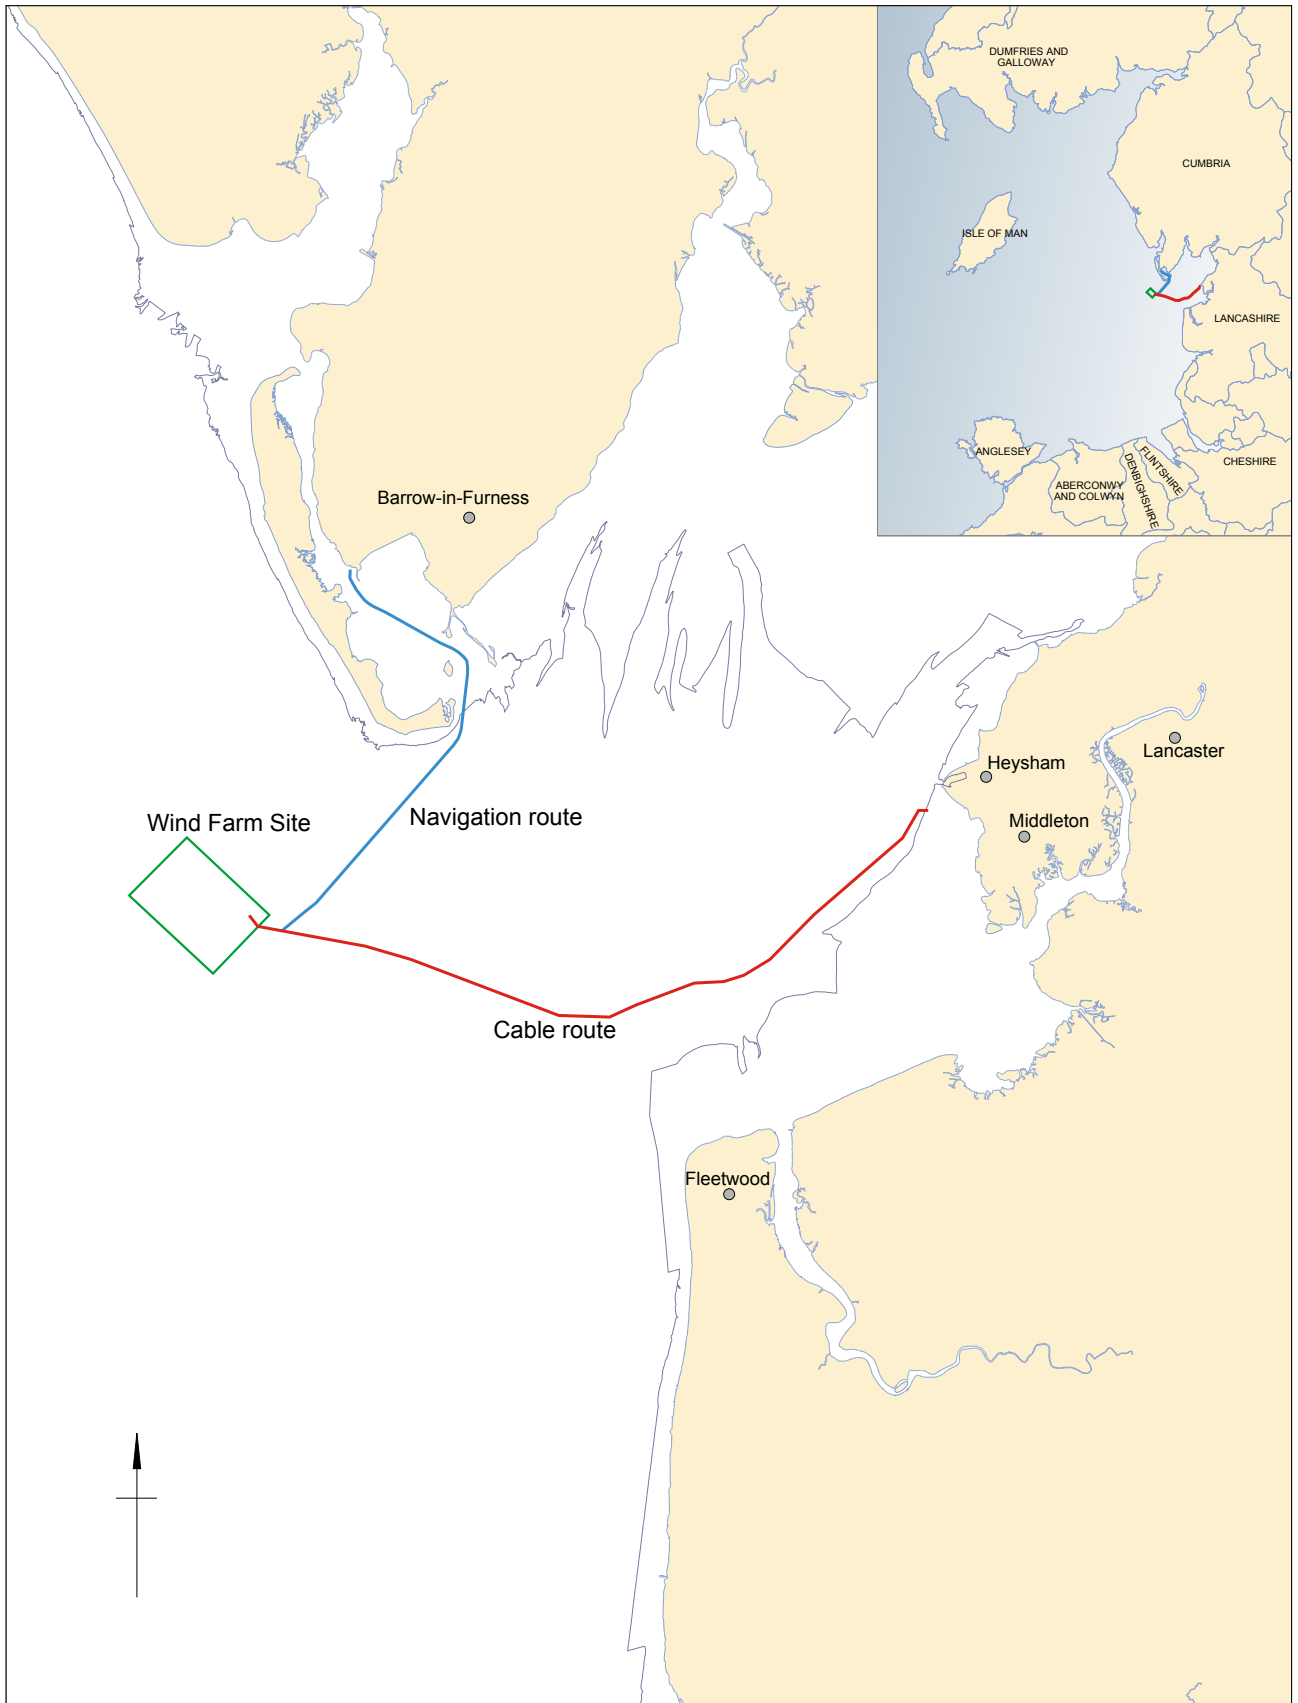 DUMFRIES AND
GALLOWAY
CUMBRIA
ISLE OF MAN
LANCASHIRE
ANGLESEY
ABERCONWY
AND COLWYN
DENBIGHSHIRE
FLINTSHIRE
CHESHIRE
Barrow-in-Furness
Lancaster
Heysham
Middleton
Navigation route
Wind Farm Site
Cable route
Fleetwood